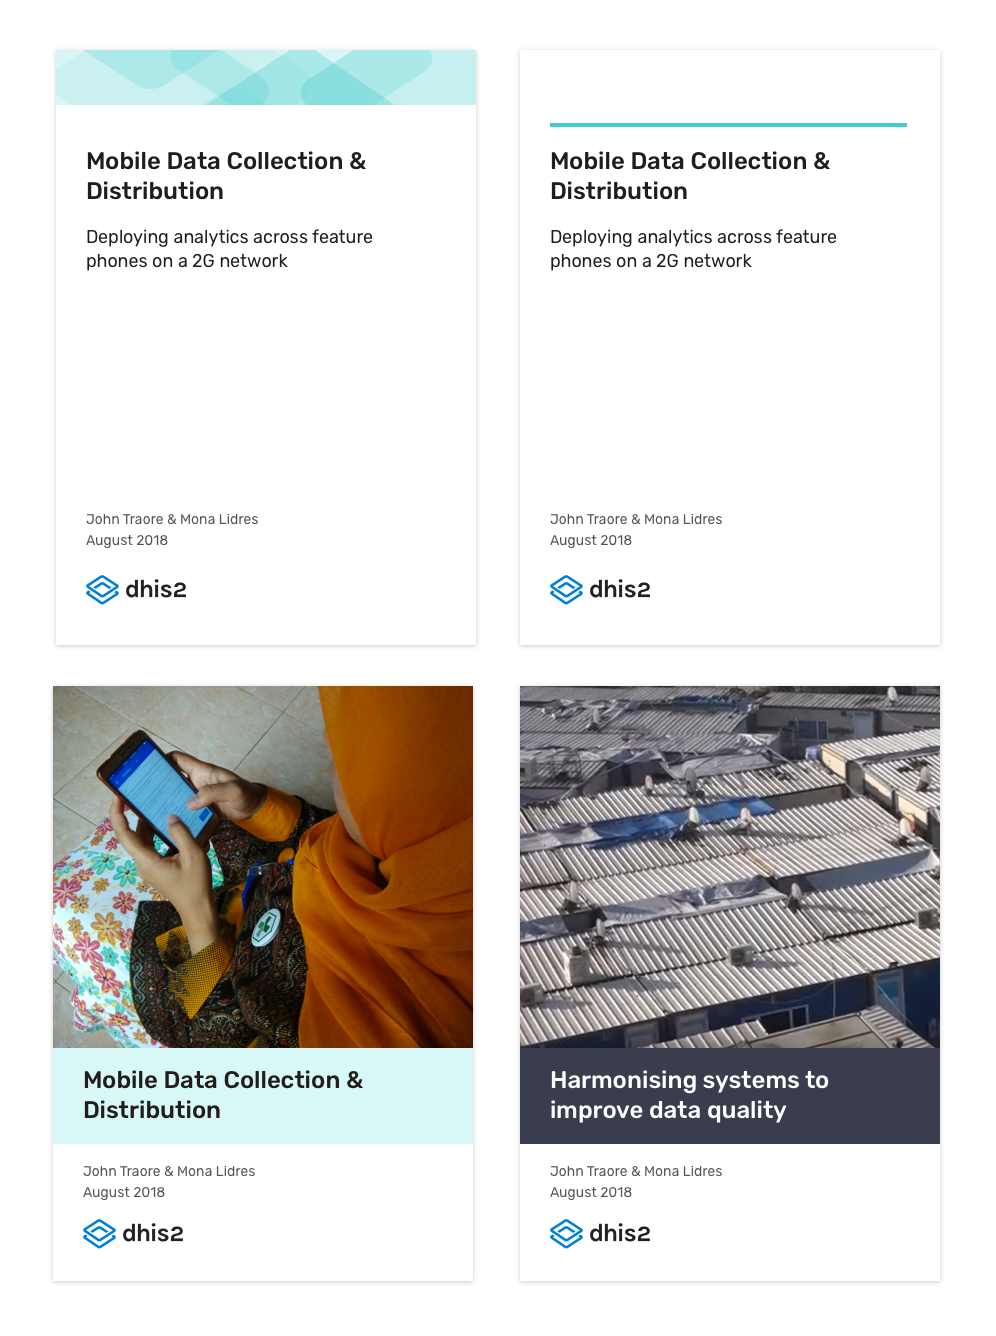 Mobile Data Collection &
Distribution
Deploying analytics across feature
phones on a 2G network
John Traore & Mona Lidres
August 2018
dhis2
Mobile Data Collection &
Distribution
Deploying analytics across feature
phones on a 2G network
John Traore & Mona Lidres
August 2018
dhis2
Mobile Data Collection &
Distribution
John Traore & Mona Lidres
August 2018
dhis2
Harmonising systems to
improve data quality
John Traore & Mona Lidres
August 2018
dhis2